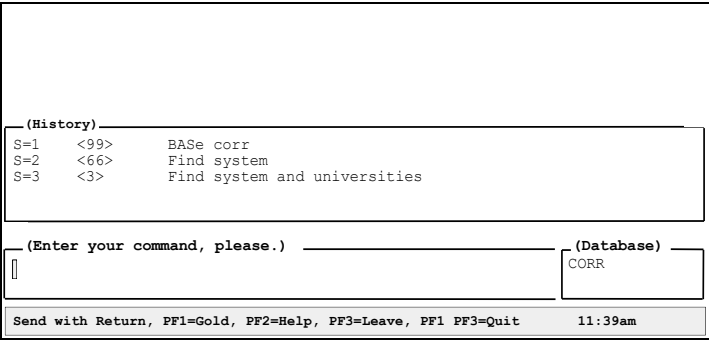 (History)
S=1 <99> BASe corr
S=2 <66> Find system
S=3 <3> Find system and universities
(Enter your command, please.) (Database)
CORR
Send with Return, PF1=Gold, PF2=Help, PF3=Leave, PF1 PF3=Quit 11:39am